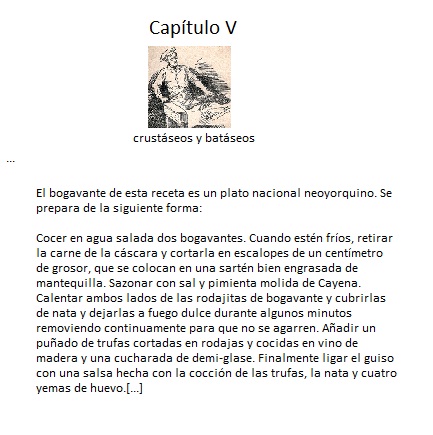 Capítulo V
crustáseos y batáseos
...
El bogavante de esta receta es un plato nacional neoyorquino. Se
prepara de la siguiente forma:
Cocer en agua salada dos bogavantes. Cuando estén fríos, retirar
la carne de la cáscara y cortarla en escalopes de un centímetro
de grosor, que se colocan en una sartén bien engrasada de
mantequilla. Sazonar con sal y pimienta molida de Cayena.
Calentar ambos lados de las rodajitas de bogavante y cubrirlas
de nata y dejarlas a fuego dulce durante algunos minutos
removiendo continuamente para que no se agarren. Añadir un
puñado de trufas cortadas en rodajas y cocidas en vino de
madera y una cucharada de demi-glase. Finalmente ligar el guiso
con una salsa hecha con la cocción de las trufas, la nata y cuatro
yemas de huevo.[...]